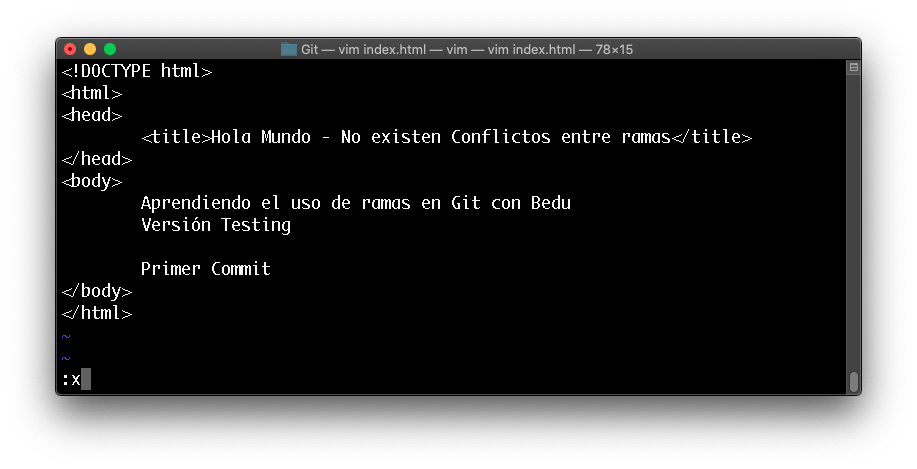 Git — vim index.html — vim — vim index.html — 78×15
<!DOCTYPE html>
<html>
<head>
<title>Hola Mundo - No existen Conflictos entre ramas</title>
</head>
<body>
Aprendiendo el uso de ramas en Git con Bedu
Versión Testing
Primer Commit
</body>
</html>
~
~
:x